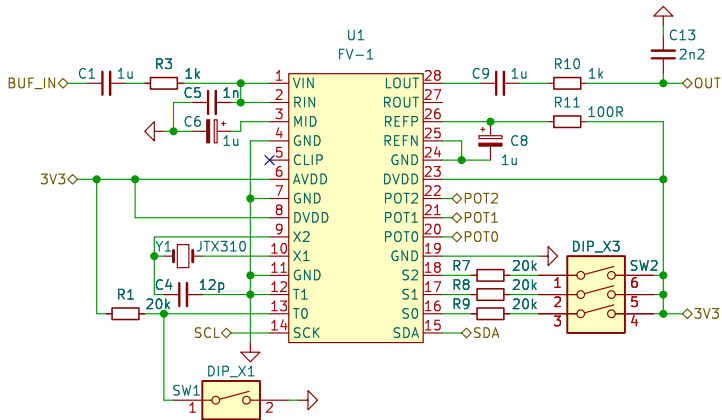 U1
FV-1
C13
2n2
BUF_IN C1 1u R3 1k 1 VIN LOUT 28 C9 1u R10 1k OUT
C5 1n 2 RIN ROUT 27 R11
C6 1u + 3 MID REFP 26 100R
4 GND REFN 25 + C8
5 CLIP GND 24 1u
3V3 6 AVDD DVDD 23
7 GND POT2 22 POT2
8 DVDD POT1 21 POT1
9 X2 POT0 20 POT0
Y1 JTX310 10 X1 GND 19 DIP_X3
11 GND S2 18 R7 20k 1 6 SW2
C4 12p 12 T1 S1 17 R8 20k 2 5
R1 20k 13 T0 S0 16 R9 20k 3 4 3V3
SCL 14 SCK SDA 15 SDA
DIP_X1
SW1 1 2